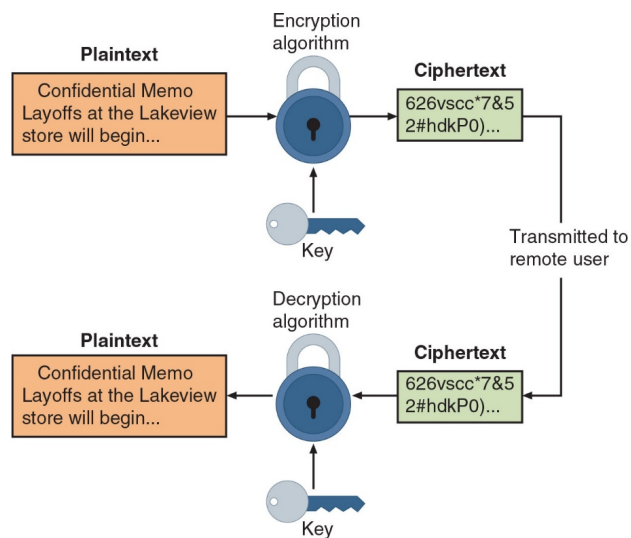 Encryption
algorithm
Plaintext
Confidential Memo
Layoffs at the Lakeview
store will begin...
Ciphertext
626vscc*7&5
2#hdkP0)...
Key
Transmitted to
remote user
Decryption
algorithm
Plaintext
Confidential Memo
Layoffs at the Lakeview
store will begin...
Ciphertext
626vscc*7&5
2#hdkP0)...
Key